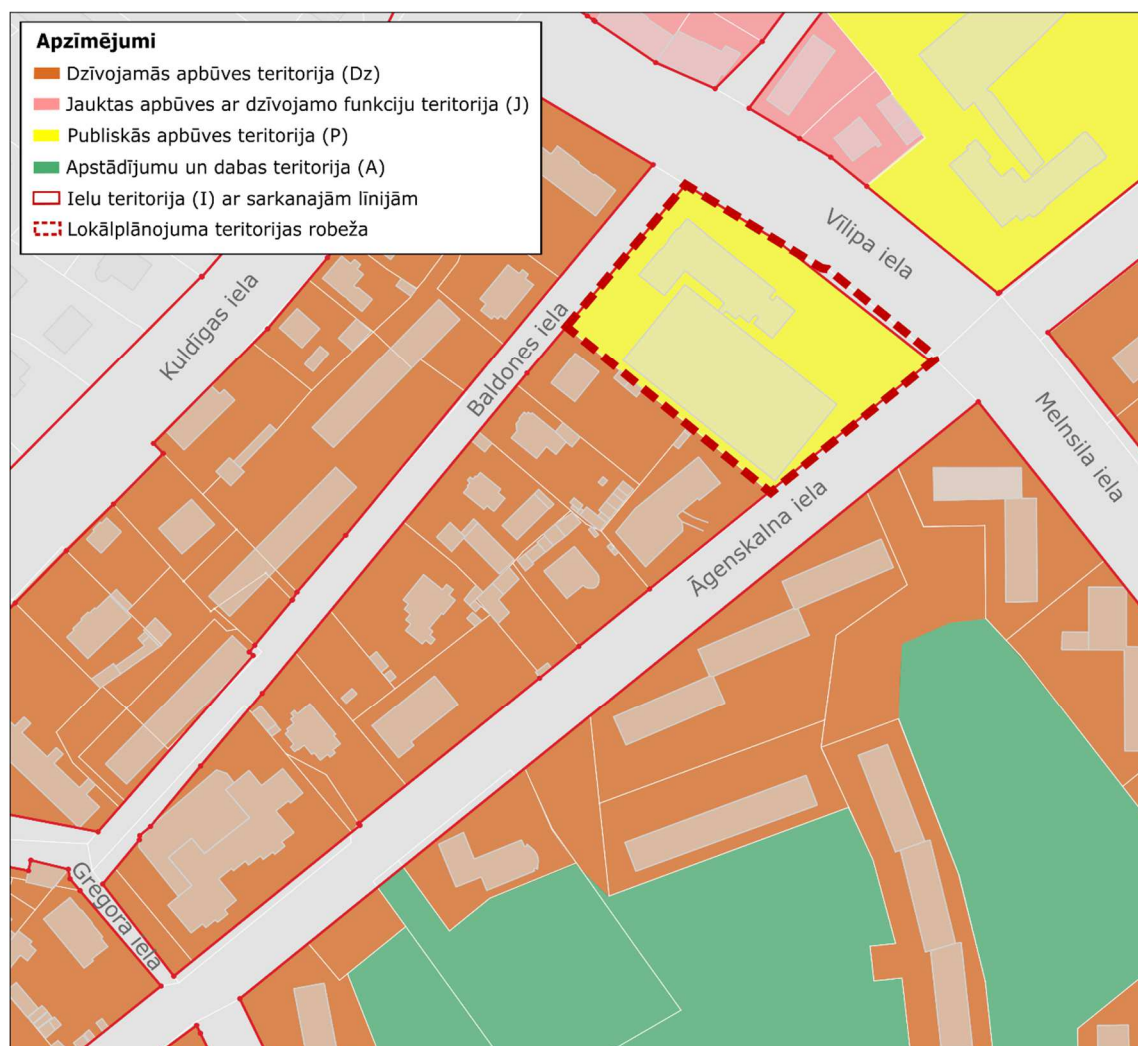 Apzīmējumi
Dzīvojamās apbūves teritorija (Dz)
Jauktas apbūves ar dzīvojamo funkciju teritorija (J)
Publiskās apbūves teritorija (P)
Apstādījumu un dabas teritorija (A)
Ielu teritorija (I) ar sarkanajām līnijām
Lokālplānojuma teritorijas robeža
Vīlipa iela
Kuldīgas iela
Baldones iela
Melnsila iela
Āgenskalna iela
Grēgora iela